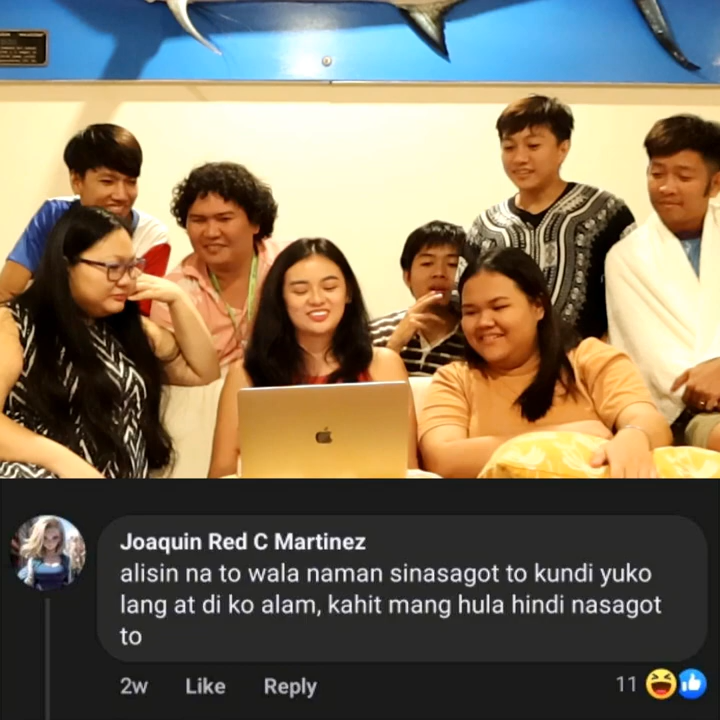 Joaquin Red C Martinez
alisin na to wala naman sinasagot to kundi yuko
lang at di ko alam, kahit mang hula hindi nasagot
to
2w Like Reply 11